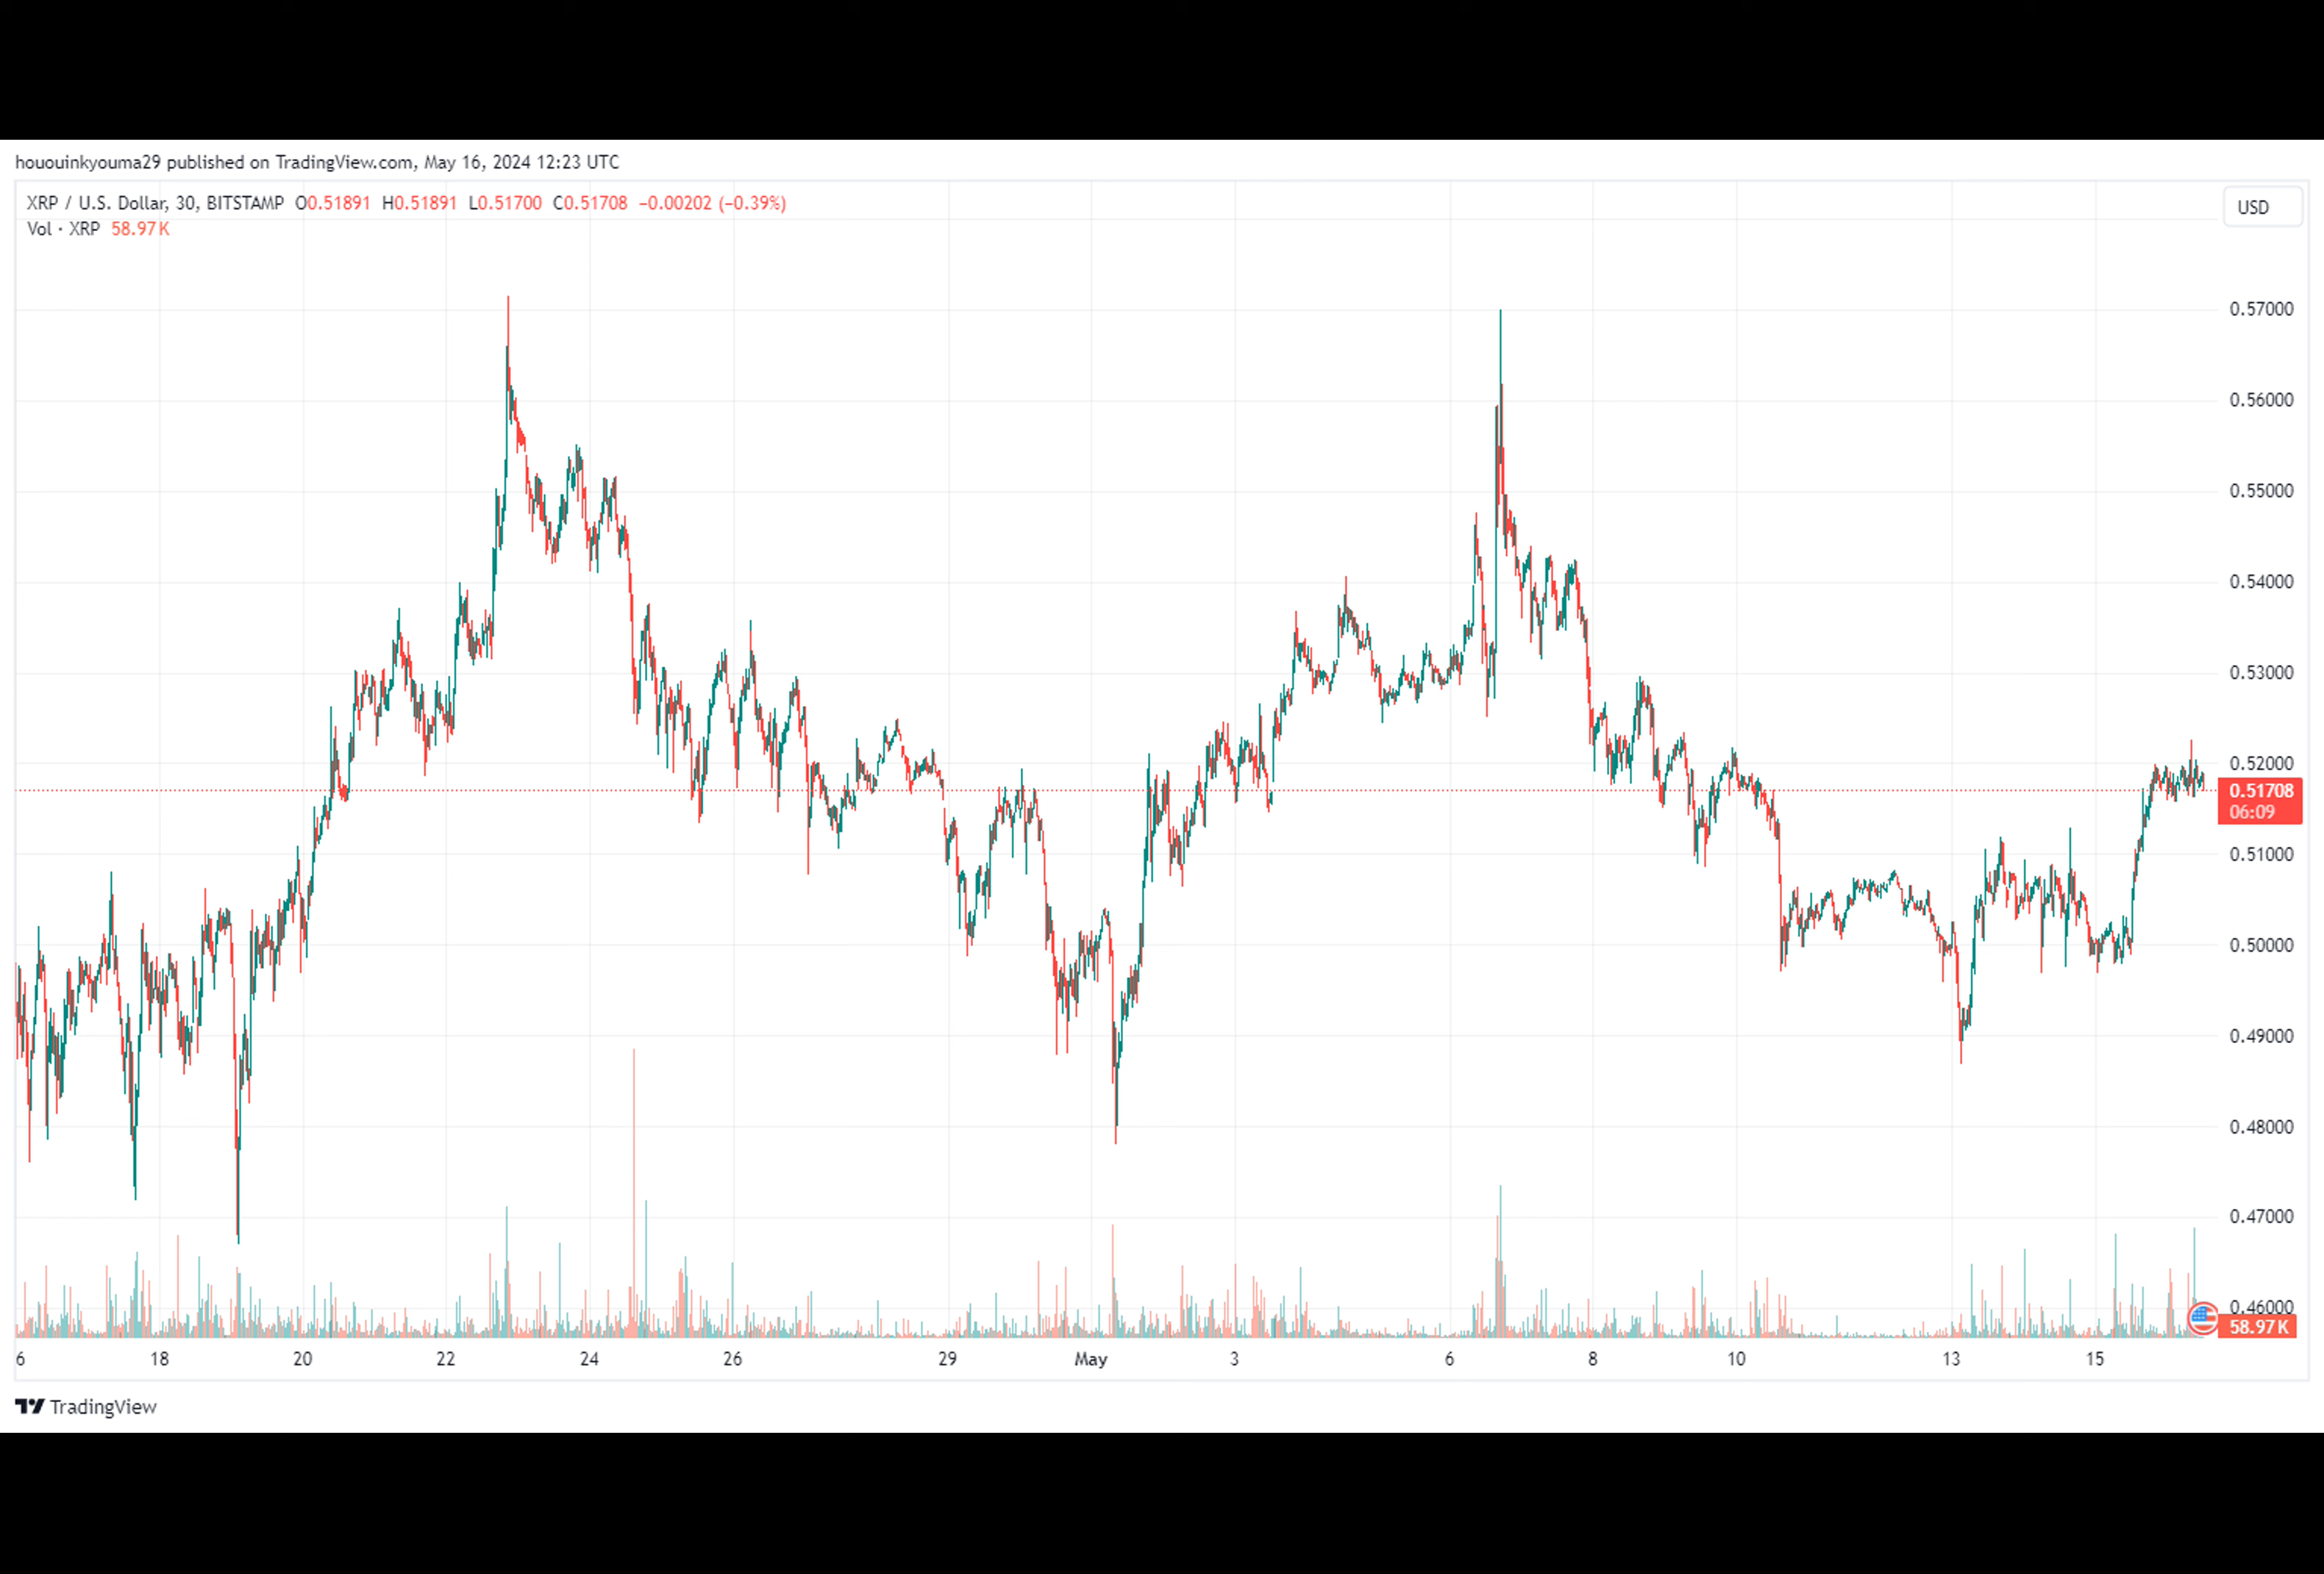 hououinkyouma29 published on TradingView.com, May 16, 2024 12:23 UTC
XRP / U.S. Dollar, 30, BITSTAMP O0.51891 H0.51891 L0.51700 C0.51708 −0.00202 (−0.39%)
USD
Vol · XRP 58.97 K
0.57000
0.56000
0.55000
0.54000
0.53000
0.52000
0.51708
06:09
0.51000
0.50000
0.49000
0.48000
0.47000
0.46000
58.97 K
6 18 20 22 24 26 29 May 3 6 8 10 13 15
TradingView